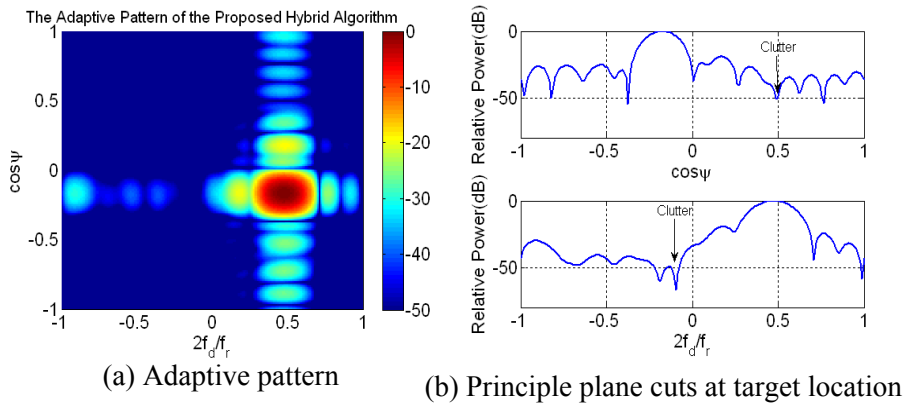 The Adaptive Pattern of the Proposed Hybrid Algorithm
1
0.5
0
-0.5
-1
cosψ
-1 -0.5 0 0.5 1
2f_d/f_r
0
-10
-20
-30
-40
-50
(a) Adaptive pattern
Relative Power(dB)
0
-50
Clutter
-1 -0.5 0 0.5 1
cosψ
Relative Power(dB)
0
-50
Clutter
-1 -0.5 0 0.5 1
2f_d/f_r
(b) Principle plane cuts at target location